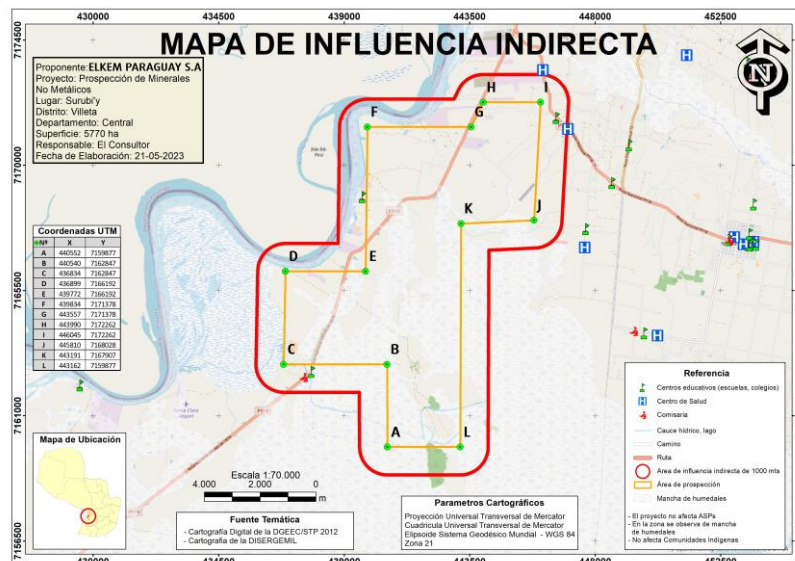 430000 434500 439000 443500 448000 452500
MAPA DE INFLUENCIA INDIRECTA
N
7174500
7170000
7165500
7161000
7156500
Proponente:ELKEM PARAGUAY S.A
Proyecto: Prospección de Minerales
No Metálicos
Lugar: Surubi'y
Distrito: Villeta
Departamento: Central
Superficie: 5770 ha
Responsable: El Consultor
Fecha de Elaboración: 21-05-2023
H I
F G
K J
D E
C B
A L
Coordenadas UTM
Nº X Y
A 440552 7159877
B 440540 7162847
C 436834 7162847
D 436899 7166192
E 439772 7166192
F 439834 7171378
G 443557 7171378
H 443990 7172262
I 446045 7172262
J 445810 7168028
K 443191 7167907
L 443162 7159877
Mapa de Ubicación
Escala 1:70.000
4.000 2.000 0
m
Fuente Temática
- Cartografía Digital de la DGEEC/STP 2012
- Cartografia de la DISERGEMIL
Parametros Cartográficos
Proyección Universal Transversal de Mercator
Cuadricula Universal Transversal de Mercator
Elipsoide Sistema Geodésico Mundial - WGS 84
Zona 21
Referencia
Centros educativos (escuelas, colegios)
H Centro de Salud
Comisaria
Cauce hídrico, lago
Camino
Ruta
Area de influencia indirecta de 1000 mts
Área de prospección
Mancha de humedales
- El proyecto no afecta ASPs
- En la zona se observa de mancha
de humedales
- No afecta Comunidades Indígenas
430000 434500 439000 443500 448000 452500